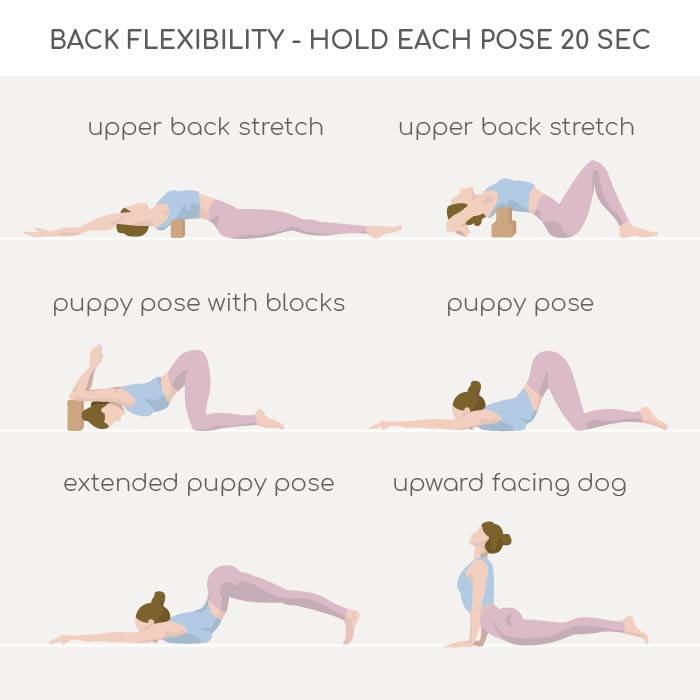 BACK FLEXIBILITY - HOLD EACH POSE 20 SEC
upper back stretch
upper back stretch
puppy pose with blocks
puppy pose
extended puppy pose
upward facing dog